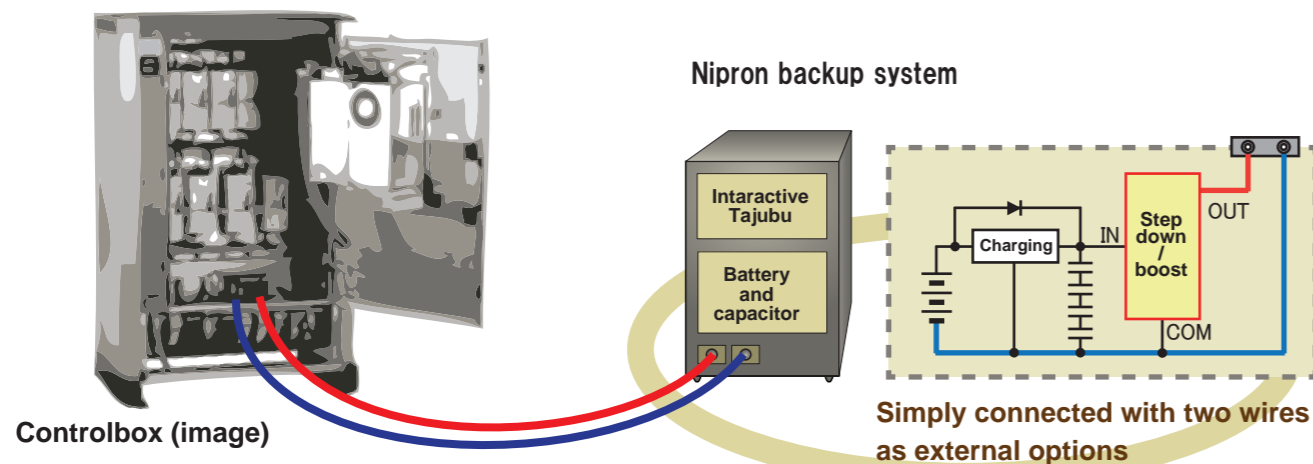 Nipron backup system
Intaractive
Tajubu
Battery
and
capacitor
Charging
IN
Step
down
/
boost
OUT
COM
Controlbox (image)
Simply connected with two wires
as external options